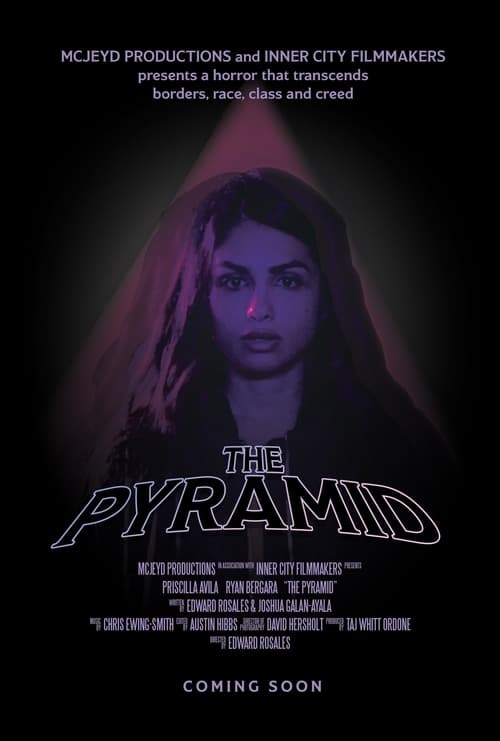 MCJEYD PRODUCTIONS and INNER CITY FILMMAKERS
presents a horror that transcends
borders, race, class and creed
THE
PYRAMIID
MCJEYD PRODUCTIONS IN ASSOCIATION WITH INNER CITY FILMMAKERS PRESENTS
PRISCILLA AVILA RYAN BERGARA "THE PYRAMID"
WRITTEN BY EDWARD ROSALES & JOSHUA GALAN-AYALA
MUSIC BY CHRIS EWING-SMITH EDITED BY AUSTIN HIBBS DIRECTOR OF PHOTOGRAPHY DAVID HERSHOLT PRODUCED BY TAJ WHITT ORDONE
DIRECTED BY EDWARD ROSALES
COMING SOON